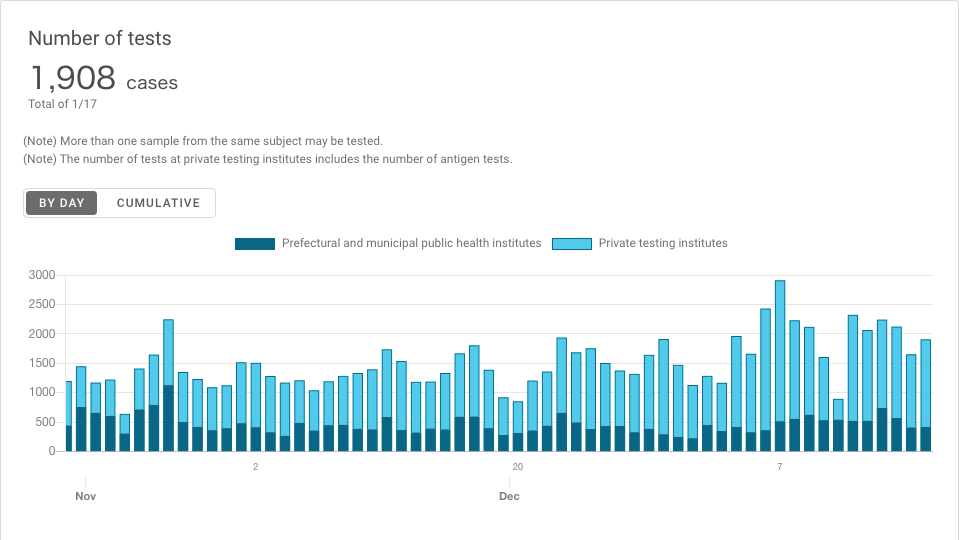 Number of tests
1,908 cases
Total of 1/17
(Note) More than one sample from the same subject may be tested.
(Note) The number of tests at private testing institutes includes the number of antigen tests.
BY DAY CUMULATIVE
Prefectural and municipal public health institutes Private testing institutes
3000
2500
2000
1500
1000
500
0
2 20 7
Nov Dec